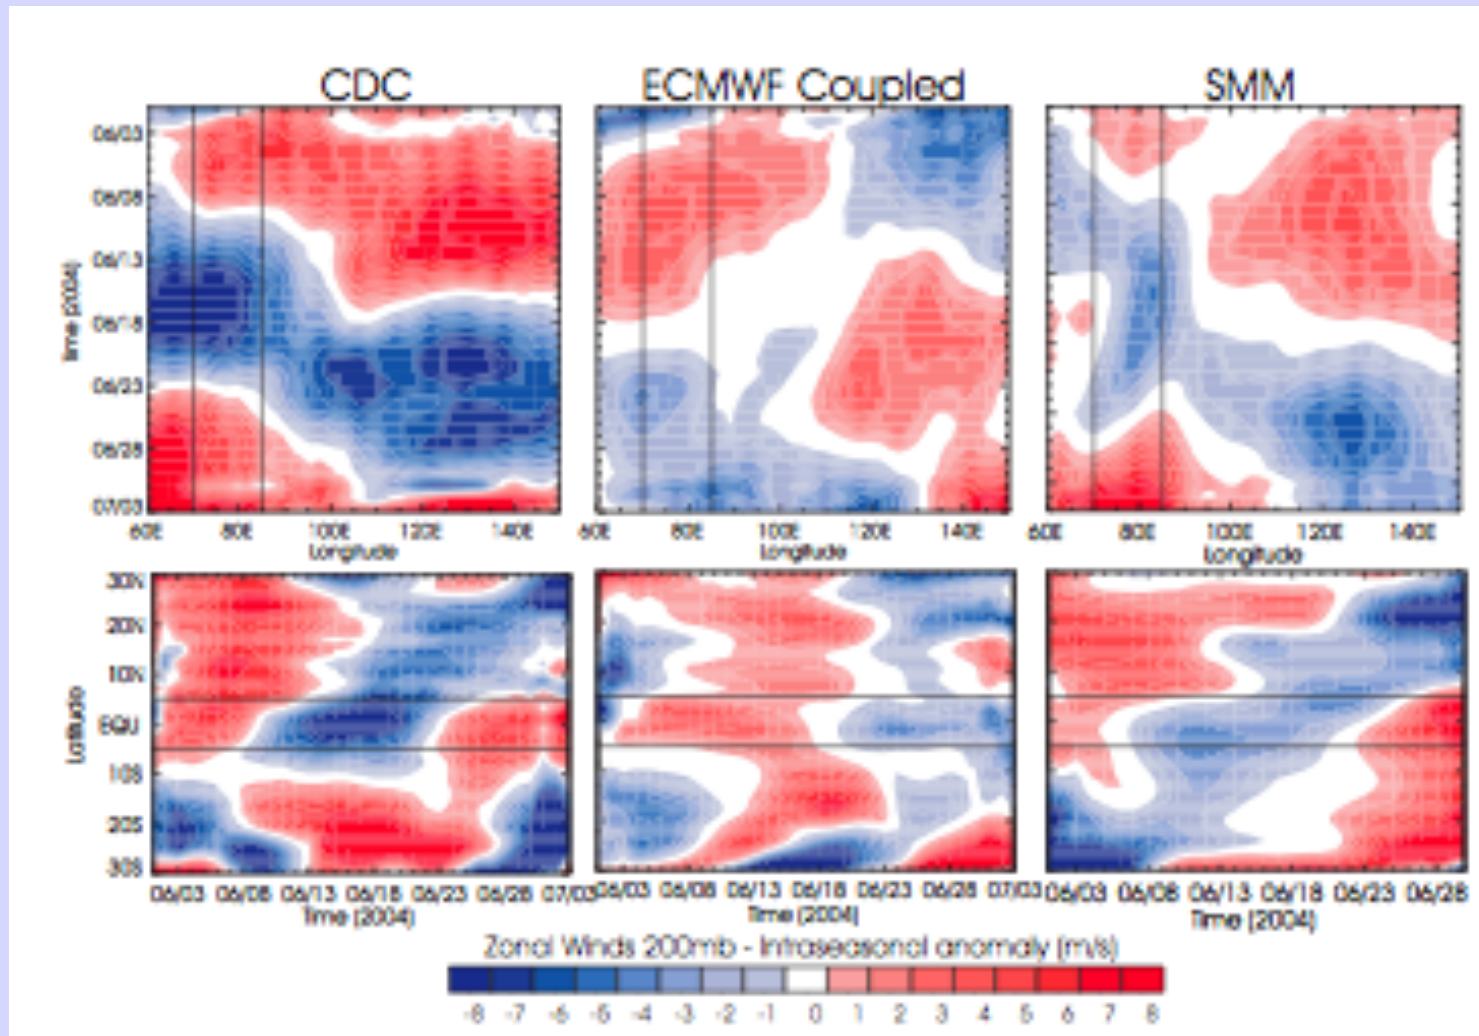 CDC ECMWF Coupled SMM
06/03
06/08
06/13
06/18
06/23
06/28
07/03
Time (2004)
60E 80E 100E 120E 140E 60E 80E 100E 120E 140E 60E 80E 100E 120E 140E
Longitude Longitude Longitude
30N
20N
10N
EQU
10S
20S
30S
Latitude
06/03 06/08 06/13 06/18 06/23 06/28 07/03 06/03 06/08 06/13 06/18 06/23 06/28 07/03 06/03 06/08 06/13 06/18 06/23 06/28
Time (2004) Time (2004) Time (2004)
Zonal Winds 200mb - Intraseasonal anomaly (m/s)
-8 -7 -6 -5 -4 -3 -2 -1 0 1 2 3 4 5 6 7 8